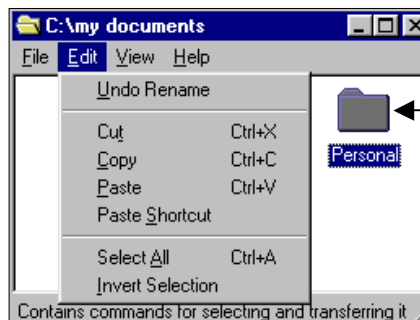 C:\my documents
File Edit View Help
Undo Rename
Cut Ctrl+X
Copy Ctrl+C
Paste Ctrl+V
Paste Shortcut
Select All Ctrl+A
Invert Selection
Personal
Contains commands for selecting and transferring it